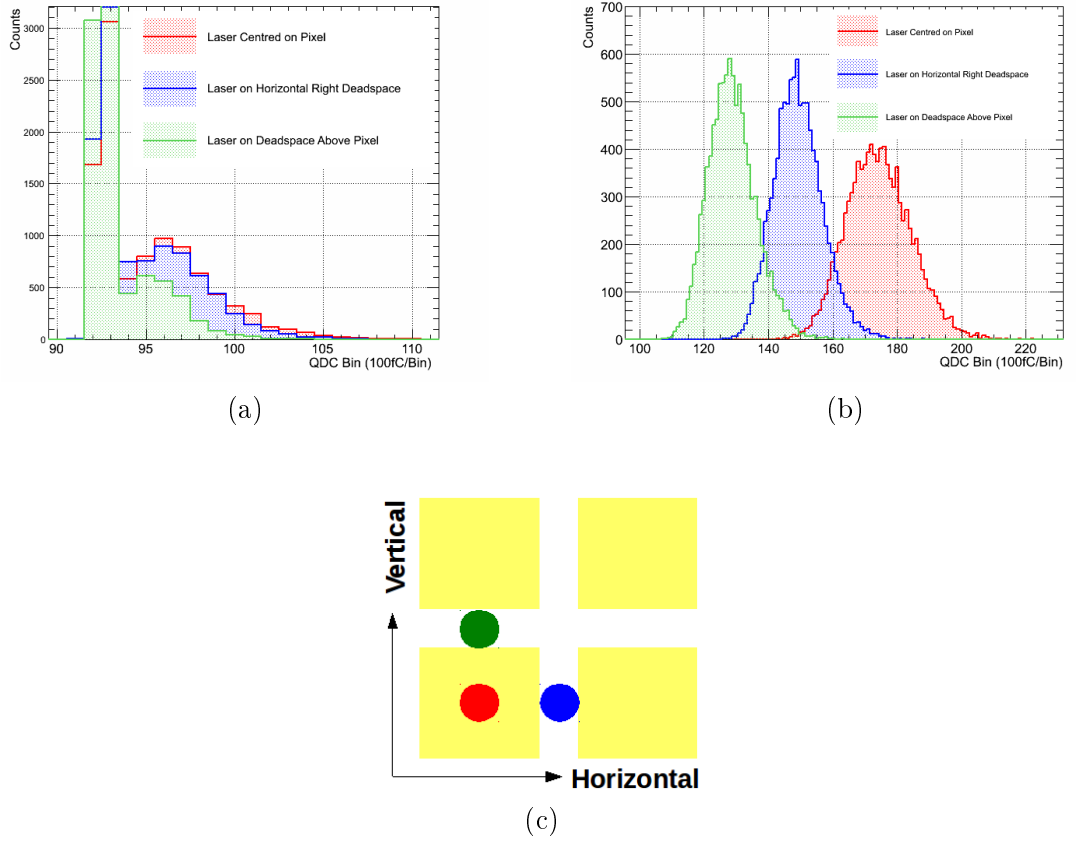 Counts
3000
2500
2000
1500
1000
500
0
90
95
100
105
110
QDC Bin (100fC/Bin)
Laser Centred on Pixel
Laser on Horizontal Right Deadspace
Laser on Deadspace Above Pixel
(a)
Counts
700
600
500
400
300
200
100
0
100
120
140
160
180
200
220
QDC Bin (100fC/Bin)
Laser Centred on Pixel
Laser on Horizontal Right Deadspace
Laser on Deadspace Above Pixel
(b)
Vertical
Horizontal
(c)